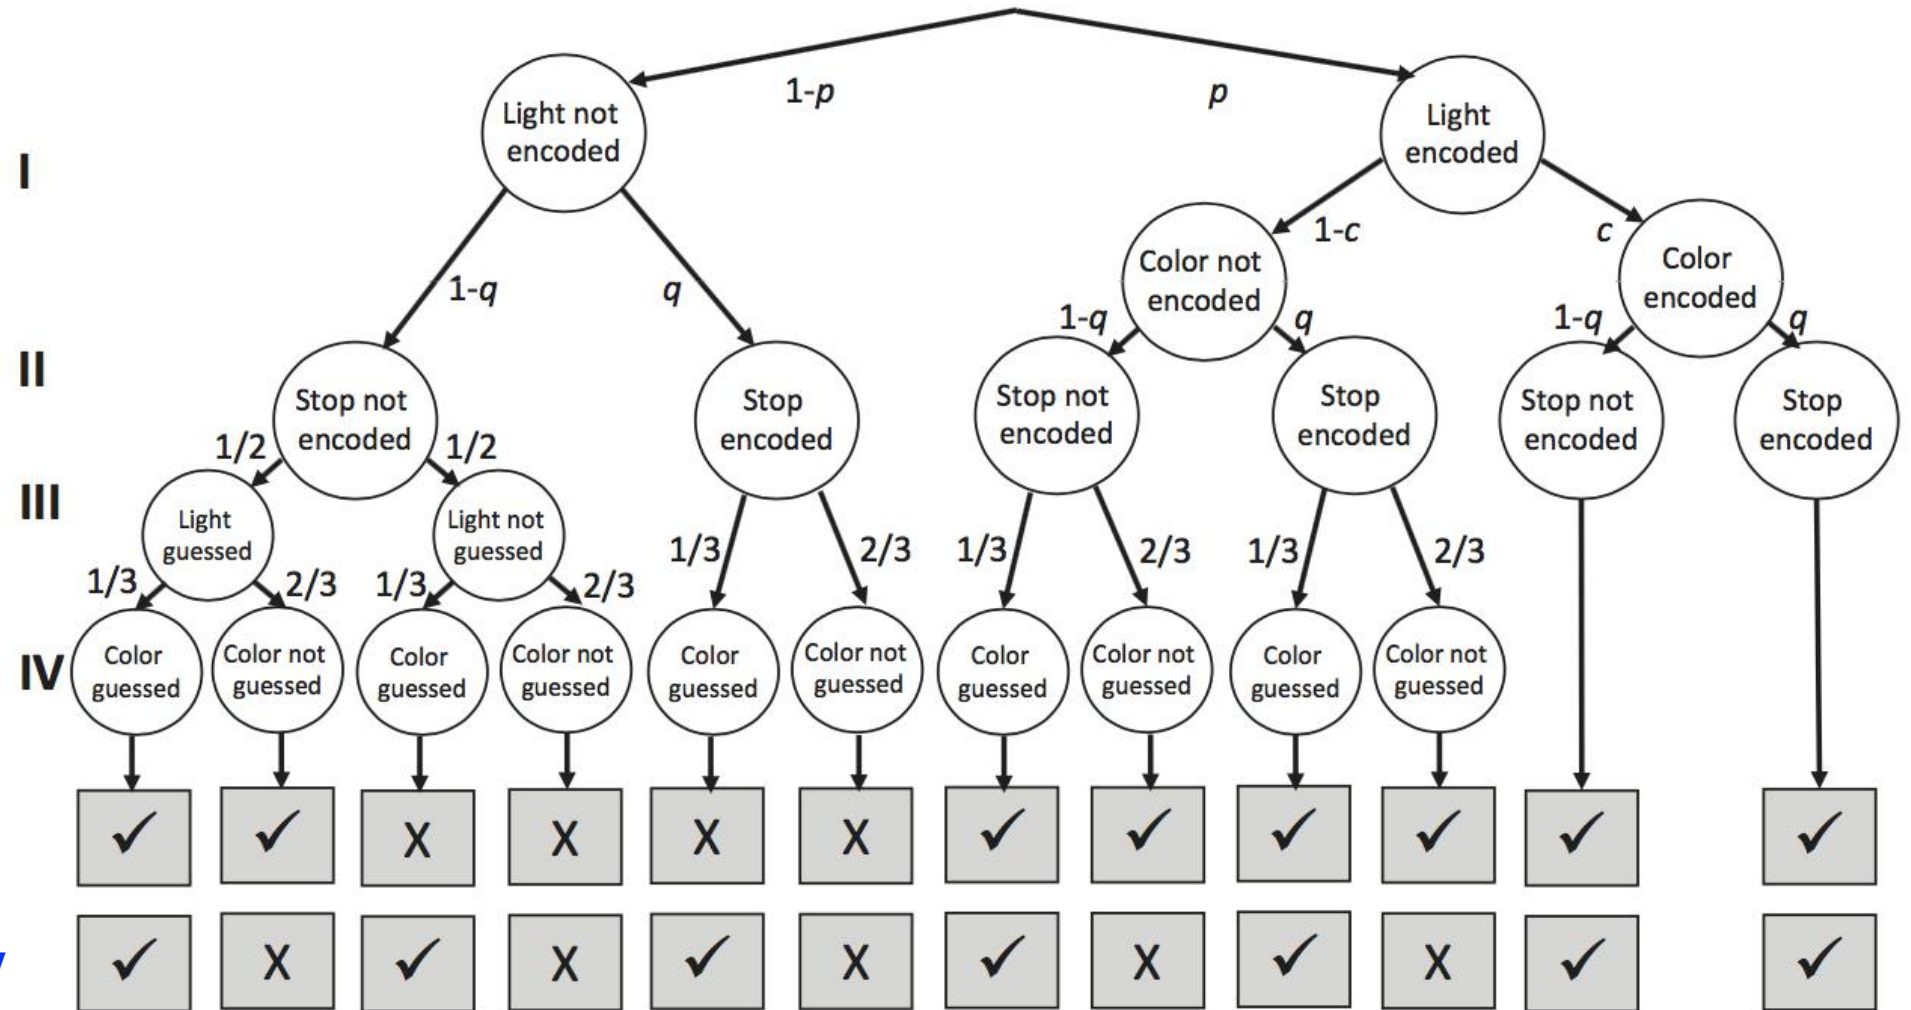 1-p
p
Light not
encoded
Light
encoded
I
1-c
c
Color not
encoded
Color
encoded
1-q
q
1-q
q
1-q
q
II
Stop not
encoded
Stop
encoded
Stop not
encoded
Stop
encoded
Stop not
encoded
Stop
encoded
1/2
1/2
III
Light
guessed
Light not
guessed
1/3
2/3
1/3
2/3
1/3
2/3
1/3
2/3
1/3
2/3
IV
Color
guessed
Color not
guessed
Color
guessed
Color not
guessed
Color
guessed
Color not
guessed
Color
guessed
Color not
guessed
Color
guessed
Color not
guessed
✓ ✓ X X X X ✓ ✓ ✓ ✓ ✓ ✓
✓ X ✓ X ✓ X ✓ X ✓ X ✓ ✓